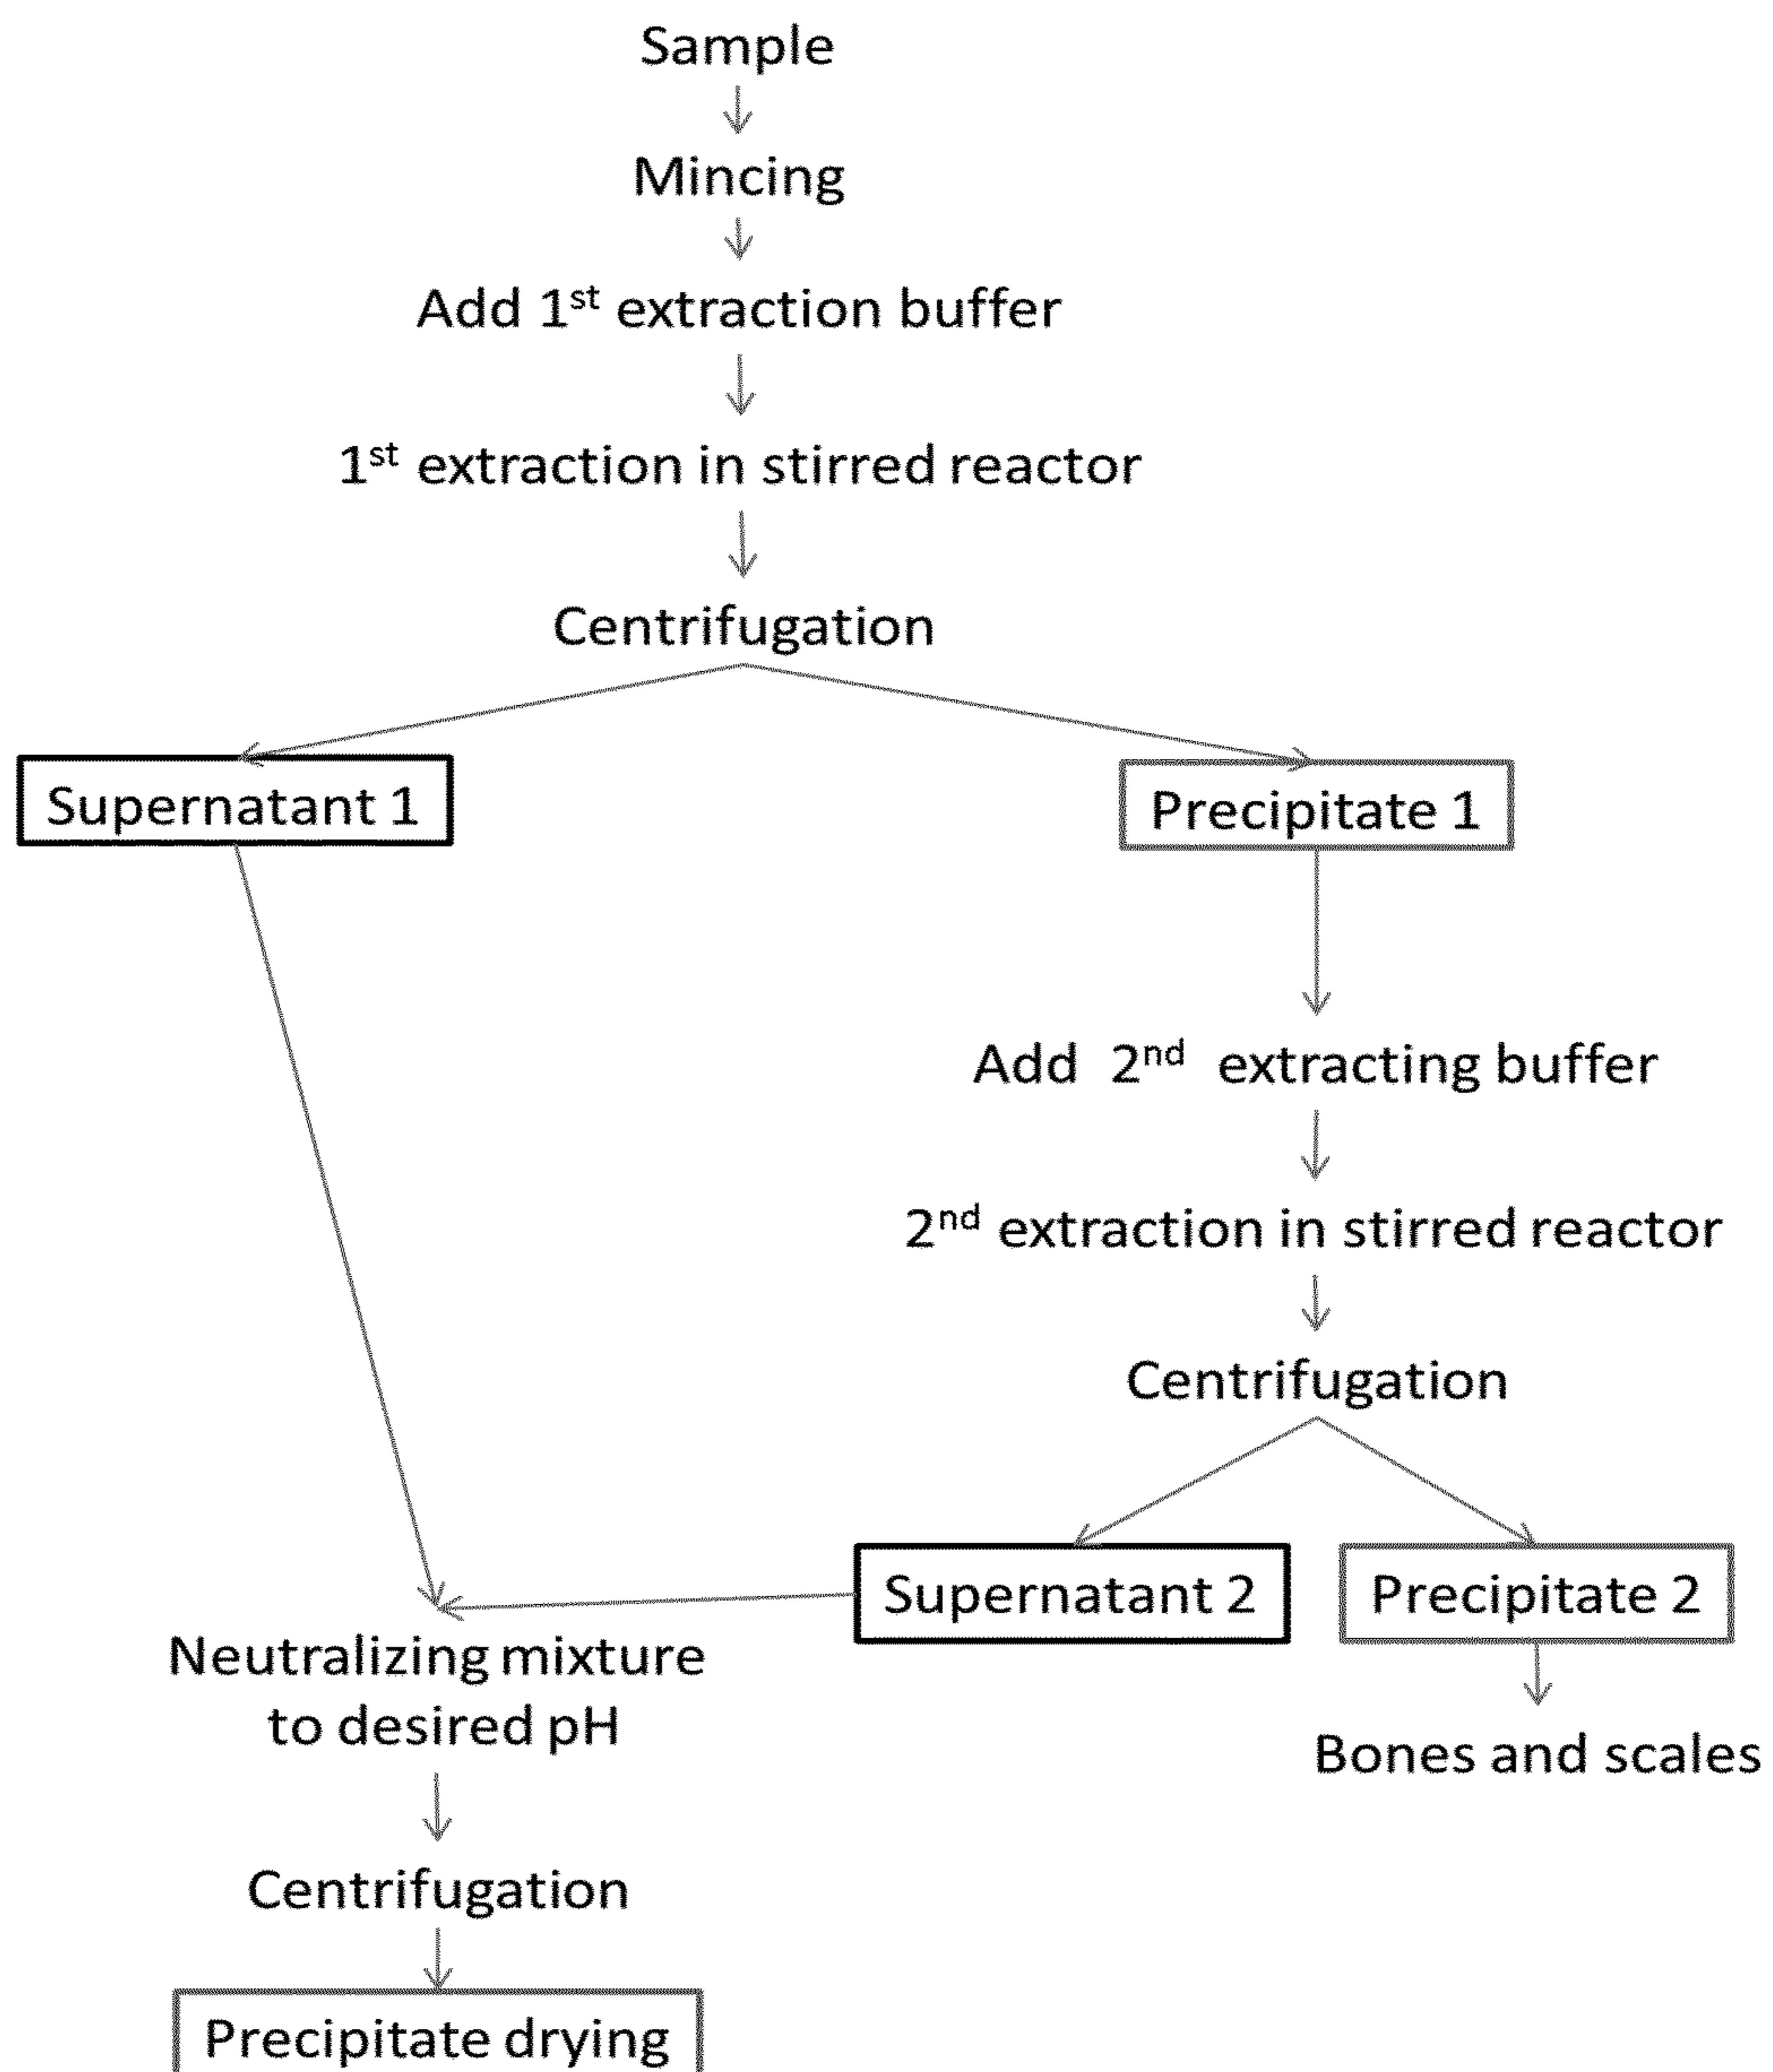 Sample
Mincing
Add 1st extraction buffer
1st extraction in stirred reactor
Centrifugation
Supernatant 1
Precipitate 1
Add 2nd extracting buffer
2nd extraction in stirred reactor
Centrifugation
Supernatant 2
Precipitate 2
Neutralizing mixture
to desired pH
Bones and scales
Centrifugation
Precipitate drying